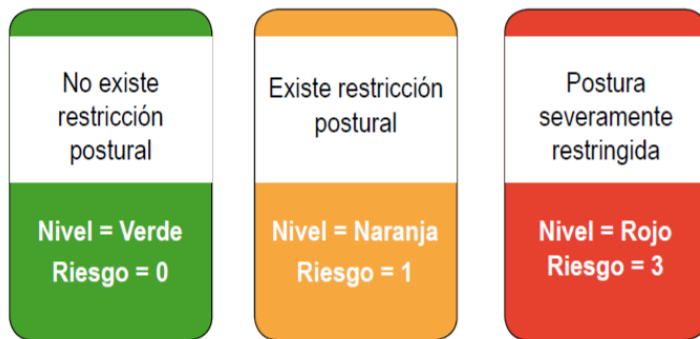 No existe
restricción
postural
Nivel = Verde
Riesgo = 0
Existe restricción
postural
Nivel = Naranja
Riesgo = 1
Postura
severamente
restringida
Nivel = Rojo
Riesgo = 3